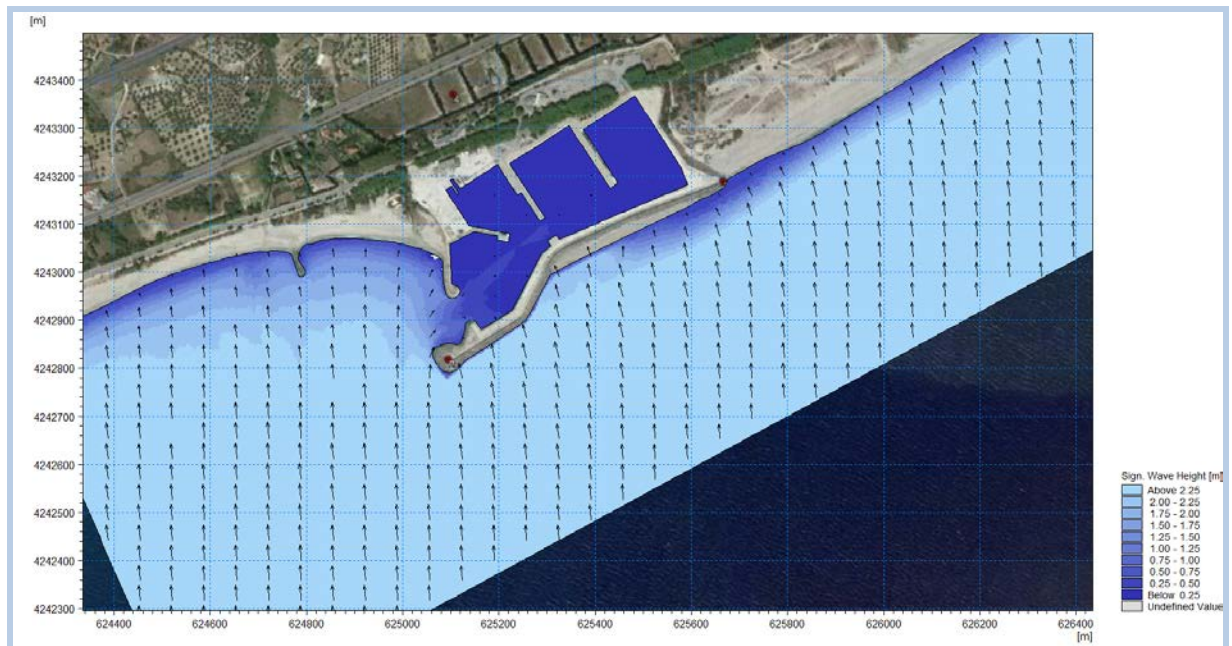 [m]
4243400
4243300
4243200
4243100
4243000
4242900
4242800
4242700
4242600
4242500
4242400
4242300
624400 624600 624800 625000 625200 625400 625600 625800 626000 626200 626400
[m]
Sign. Wave Height [m]
Above 2.25
2.00 - 2.25
1.75 - 2.00
1.50 - 1.75
1.25 - 1.50
1.00 - 1.25
0.75 - 1.00
0.50 - 0.75
0.25 - 0.50
Below 0.25
Undefined Value